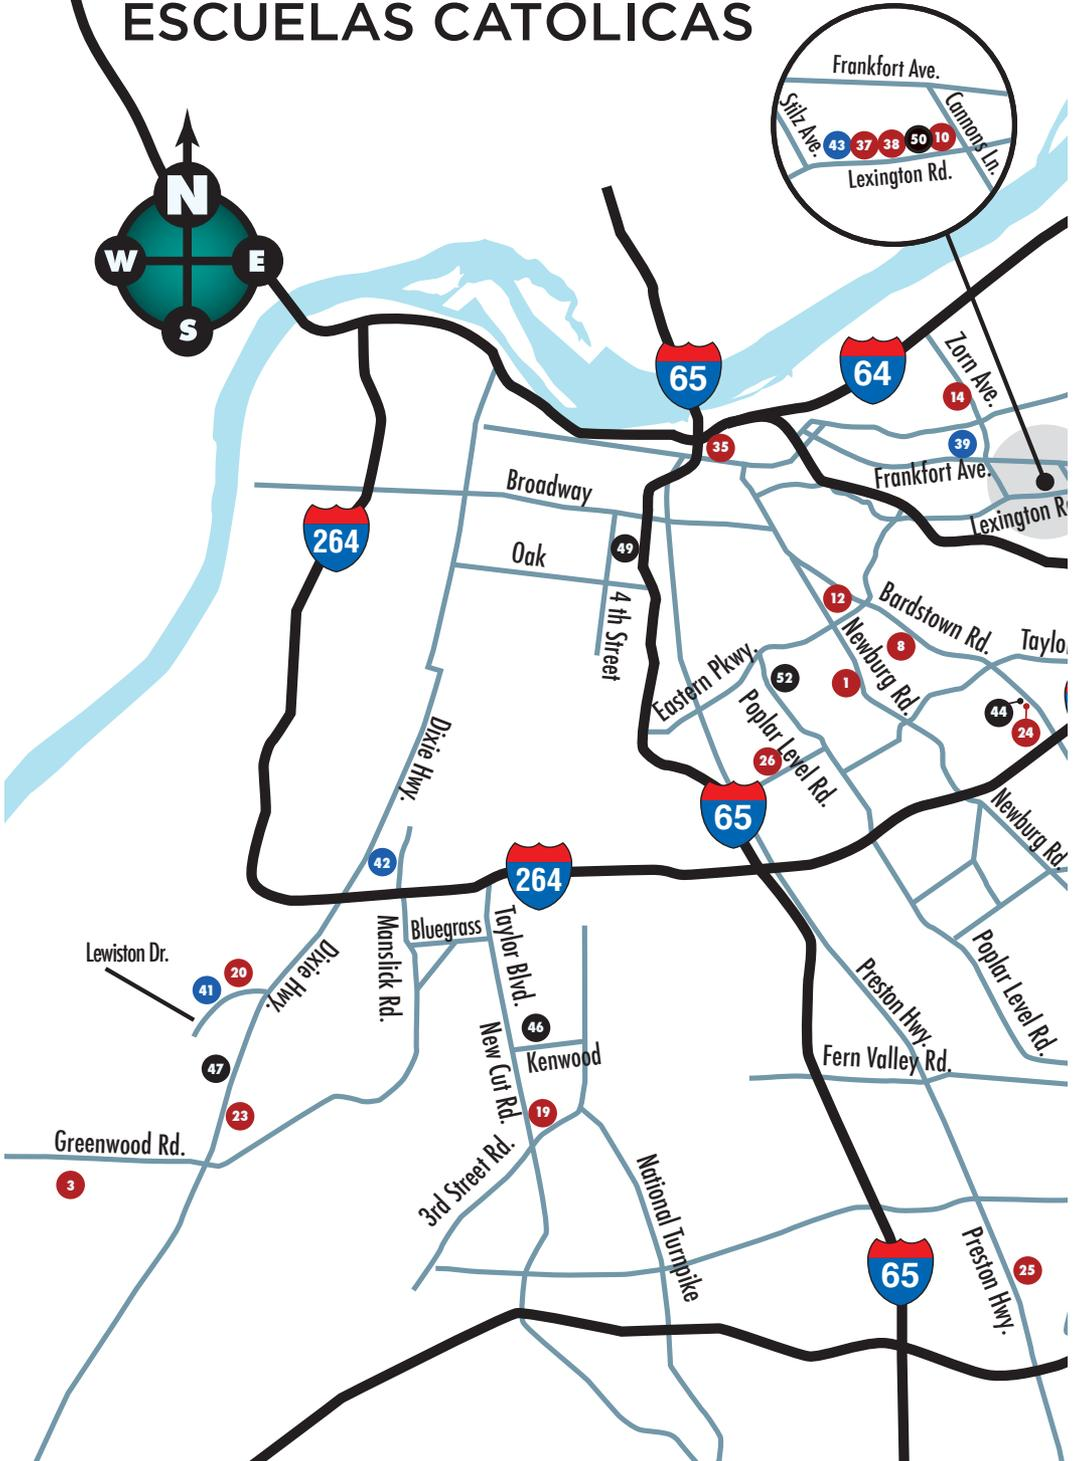 ESCUELAS CATOLICAS
Frankfort Ave.
Stilz Ave.
Cannons Ln.
43 37 38 50 10
Lexington Rd.
N
W E
S
65
64
Zorn Ave.
14
35
39
Frankfort Ave.
Broadway
Lexington R
264
49
Oak
4 th Street
12
Bardstown Rd.
Newburg Rd.
8
Taylo
Eastern Pkwy.
52
1
Poplar Level Rd.
44
24
Dixie Hwy.
26
65
Newburg Rd.
42
264
Manslick Rd.
Bluegrass
Taylor Blvd.
Lewiston Dr.
20
41
Dixie Hwy.
Poplar Level Rd.
Preston Hwy.
46
New Cut Rd.
Kenwood
Fern Valley Rd.
47
23
19
Greenwood Rd.
3
3rd Street Rd.
National Turnpike
Preston Hwy.
65
25